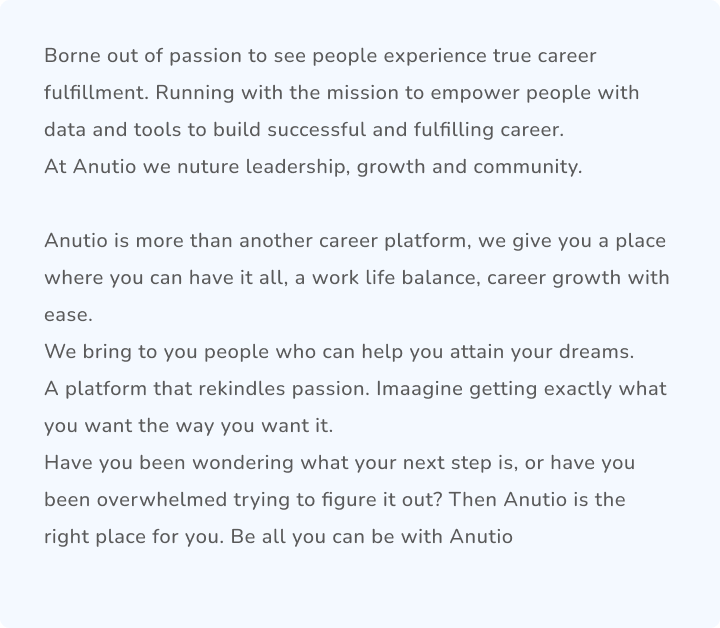 Borne out of passion to see people experience true career
fulfillment. Running with the mission to empower people with
data and tools to build successful and fulfilling career.
At Anutio we nuture leadership, growth and community.
Anutio is more than another career platform, we give you a place
where you can have it all, a work life balance, career growth with
ease.
We bring to you people who can help you attain your dreams.
A platform that rekindles passion. Imaagine getting exactly what
you want the way you want it.
Have you been wondering what your next step is, or have you
been overwhelmed trying to figure it out? Then Anutio is the
right place for you. Be all you can be with Anutio